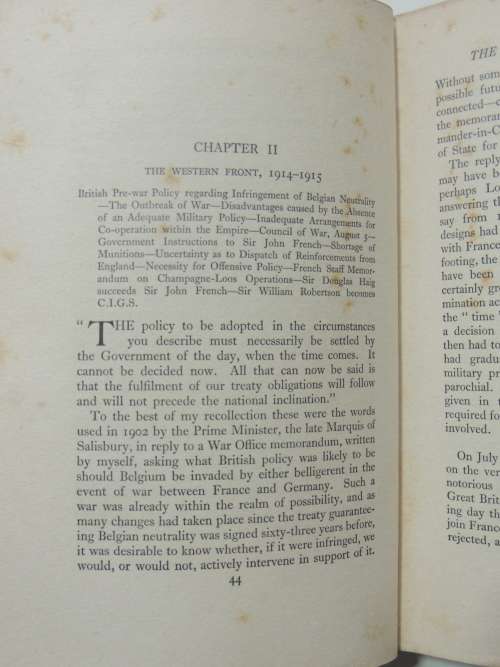 CHAPTER II
THE WESTERN FRONT, 1914–1915
British Pre-war Policy regarding Infringement of Belgian Neutrality
—The Outbreak of War—Disadvantages caused by the Absence
of an Adequate Military Policy—Inadequate Arrangements for
Co-operation within the Empire—Council of War, August 5—
Government Instructions to Sir John French—Shortage of
Munitions—Uncertainty as to Dispatch of Reinforcements from
England—Necessity for Offensive Policy—French Staff Memor-
andum on Champagne-Loos Operations—Sir Douglas Haig
succeeds Sir John French—Sir William Robertson becomes
C.I.G.S.
“ THE policy to be adopted in the circumstances
you describe must necessarily be settled by
the Government of the day, when the time comes. It
cannot be decided now. All that can now be said is
that the fulfilment of our treaty obligations will follow
and will not precede the national inclination.”
To the best of my recollection these were the words
used in 1902 by the Prime Minister, the late Marquis of
Salisbury, in reply to a War Office memorandum, written
by myself, asking what British policy was likely to be
should Belgium be invaded by either belligerent in the
event of war between France and Germany. Such a
war was already within the realm of possibility, and as
many changes had taken place since the treaty guarantee-
ing Belgian neutrality was signed sixty-three years before,
it was desirable to know whether, if it were infringed, we
would, or would not, actively intervene in support of it.
44
THE
Without som
possible futu
connected—
the memorar
mander-in-C
of State for
The reply
may have b
perhaps Lo
answering th
say from t
designs had
with France
footing, the
have been
certainly gre
mination ac
the “ time
a decision
then had to
had gradu
military pr
parochial.
given in t
required fo
involved.
On July
on the ver
notorious
Great Brit
ing day th
join France
rejected, a